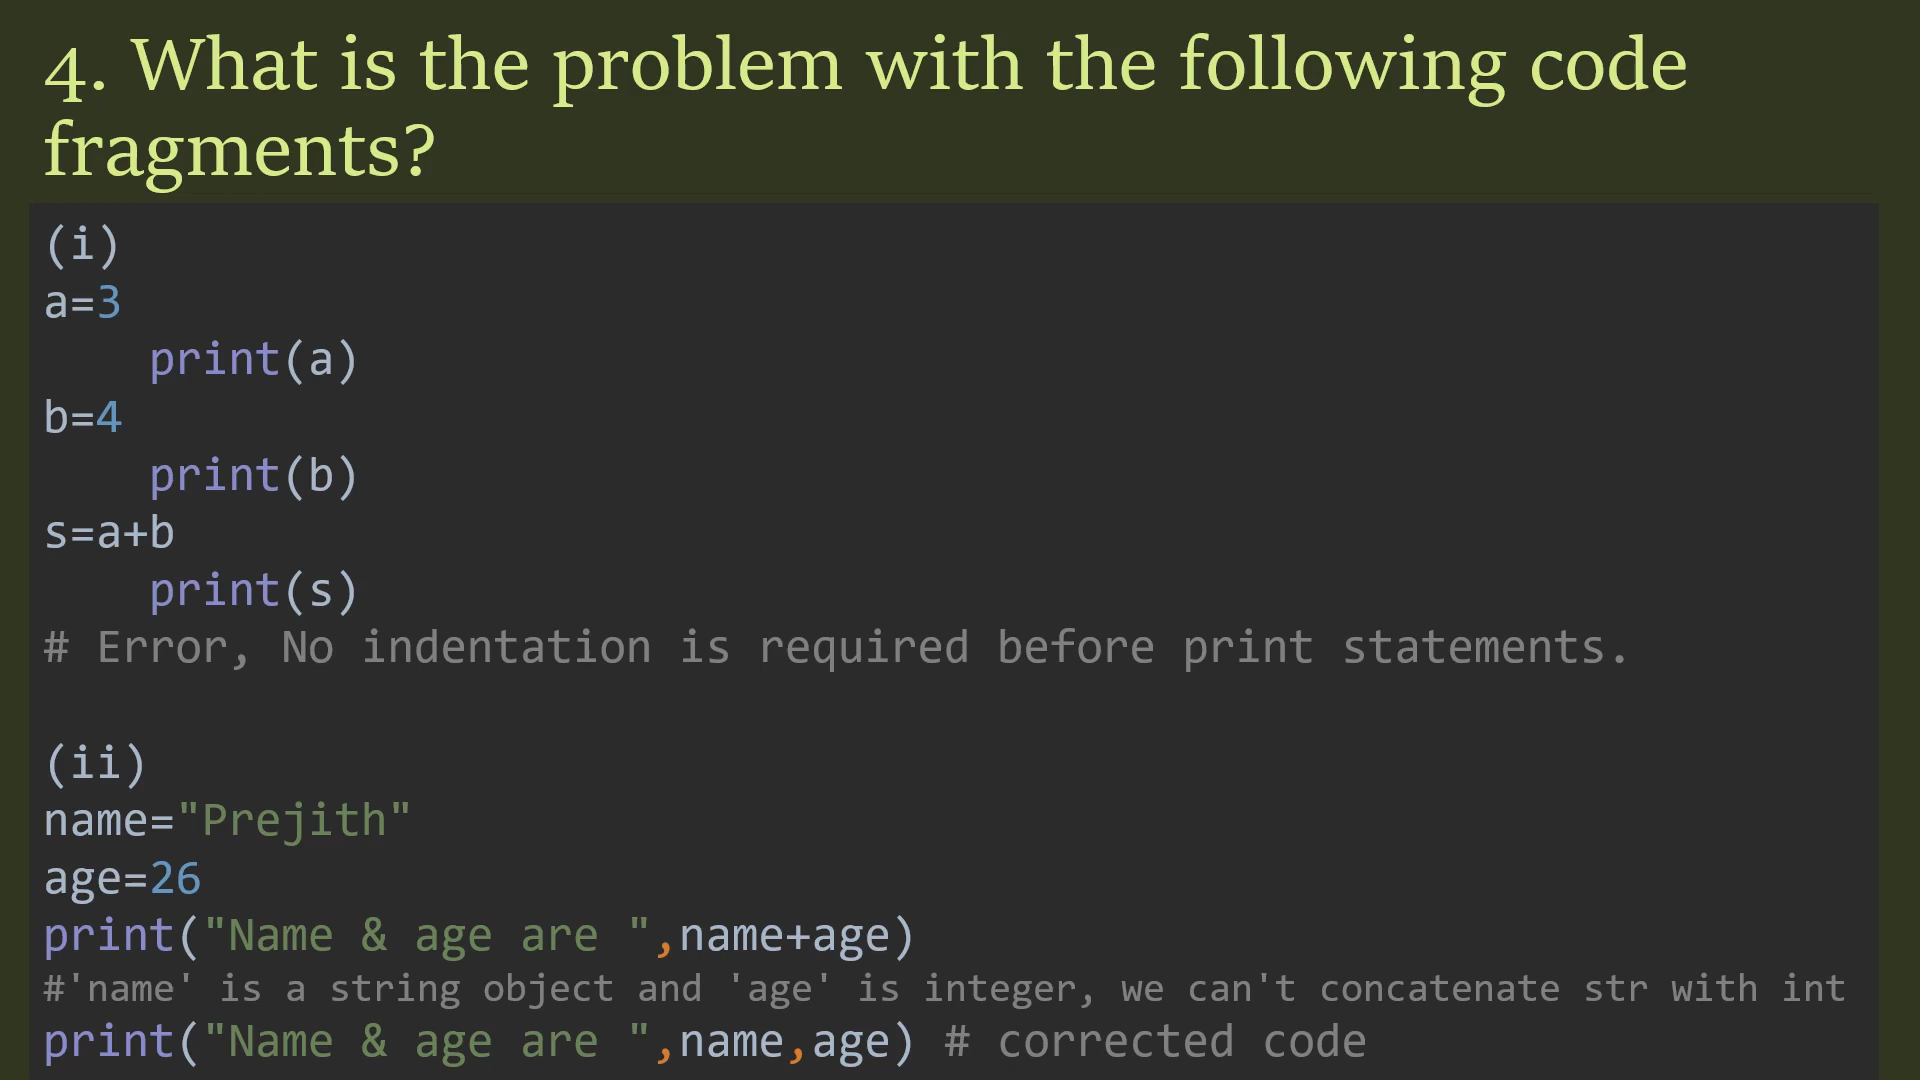 4. What is the problem with the following code
fragments?
(i)
a=3
    print(a)
b=4
    print(b)
s=a+b
    print(s)
# Error, No indentation is required before print statements.
(ii)
name="Prejith"
age=26
print("Name & age are ",name+age)
#'name' is a string object and 'age' is integer, we can't concatenate str with int
print("Name & age are ",name,age) # corrected code